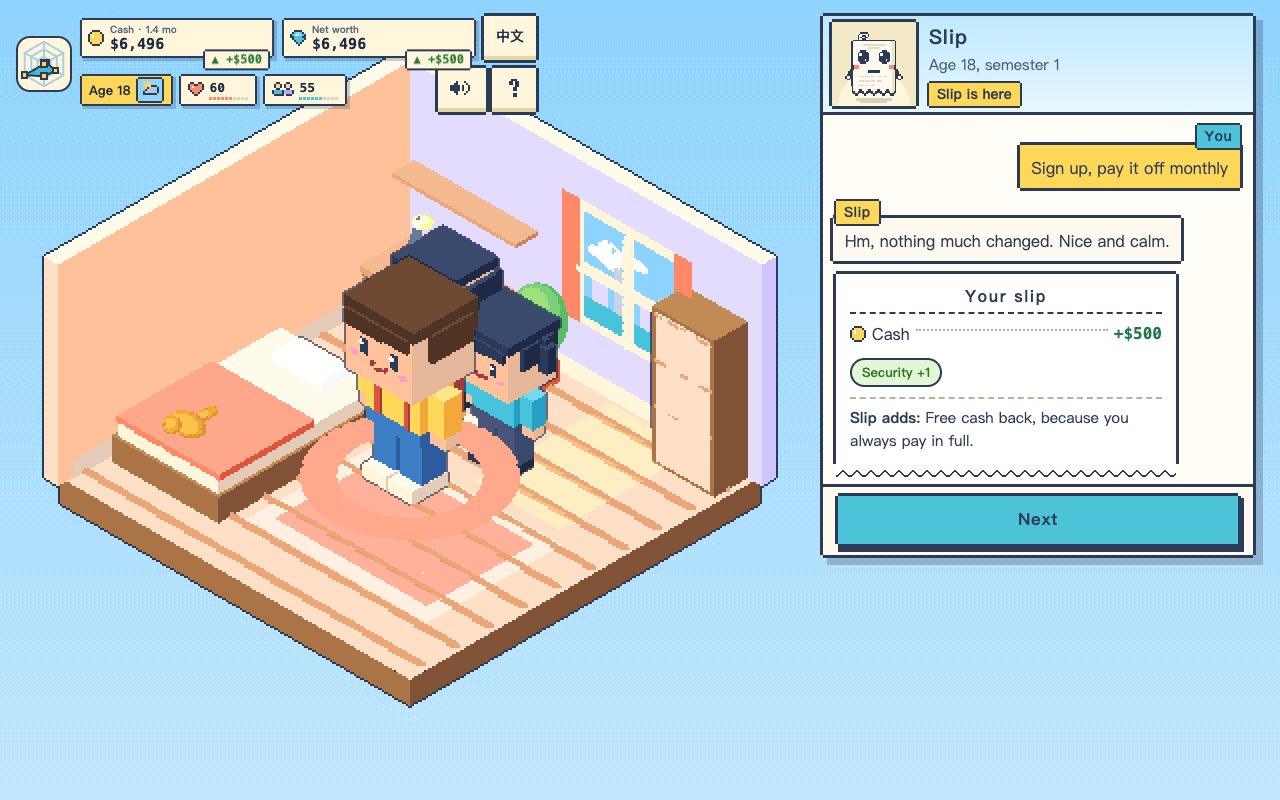 Cash · 1.4 mo
$6,496
▲ +$500
Net worth
$6,496
▲ +$500
中文
Age 18
60
55
?
Slip
Age 18, semester 1
Slip is here
You
Sign up, pay it off monthly
Slip
Hm, nothing much changed. Nice and calm.
Your slip
Cash +$500
Security +1
Slip adds: Free cash back, because you
always pay in full.
Next